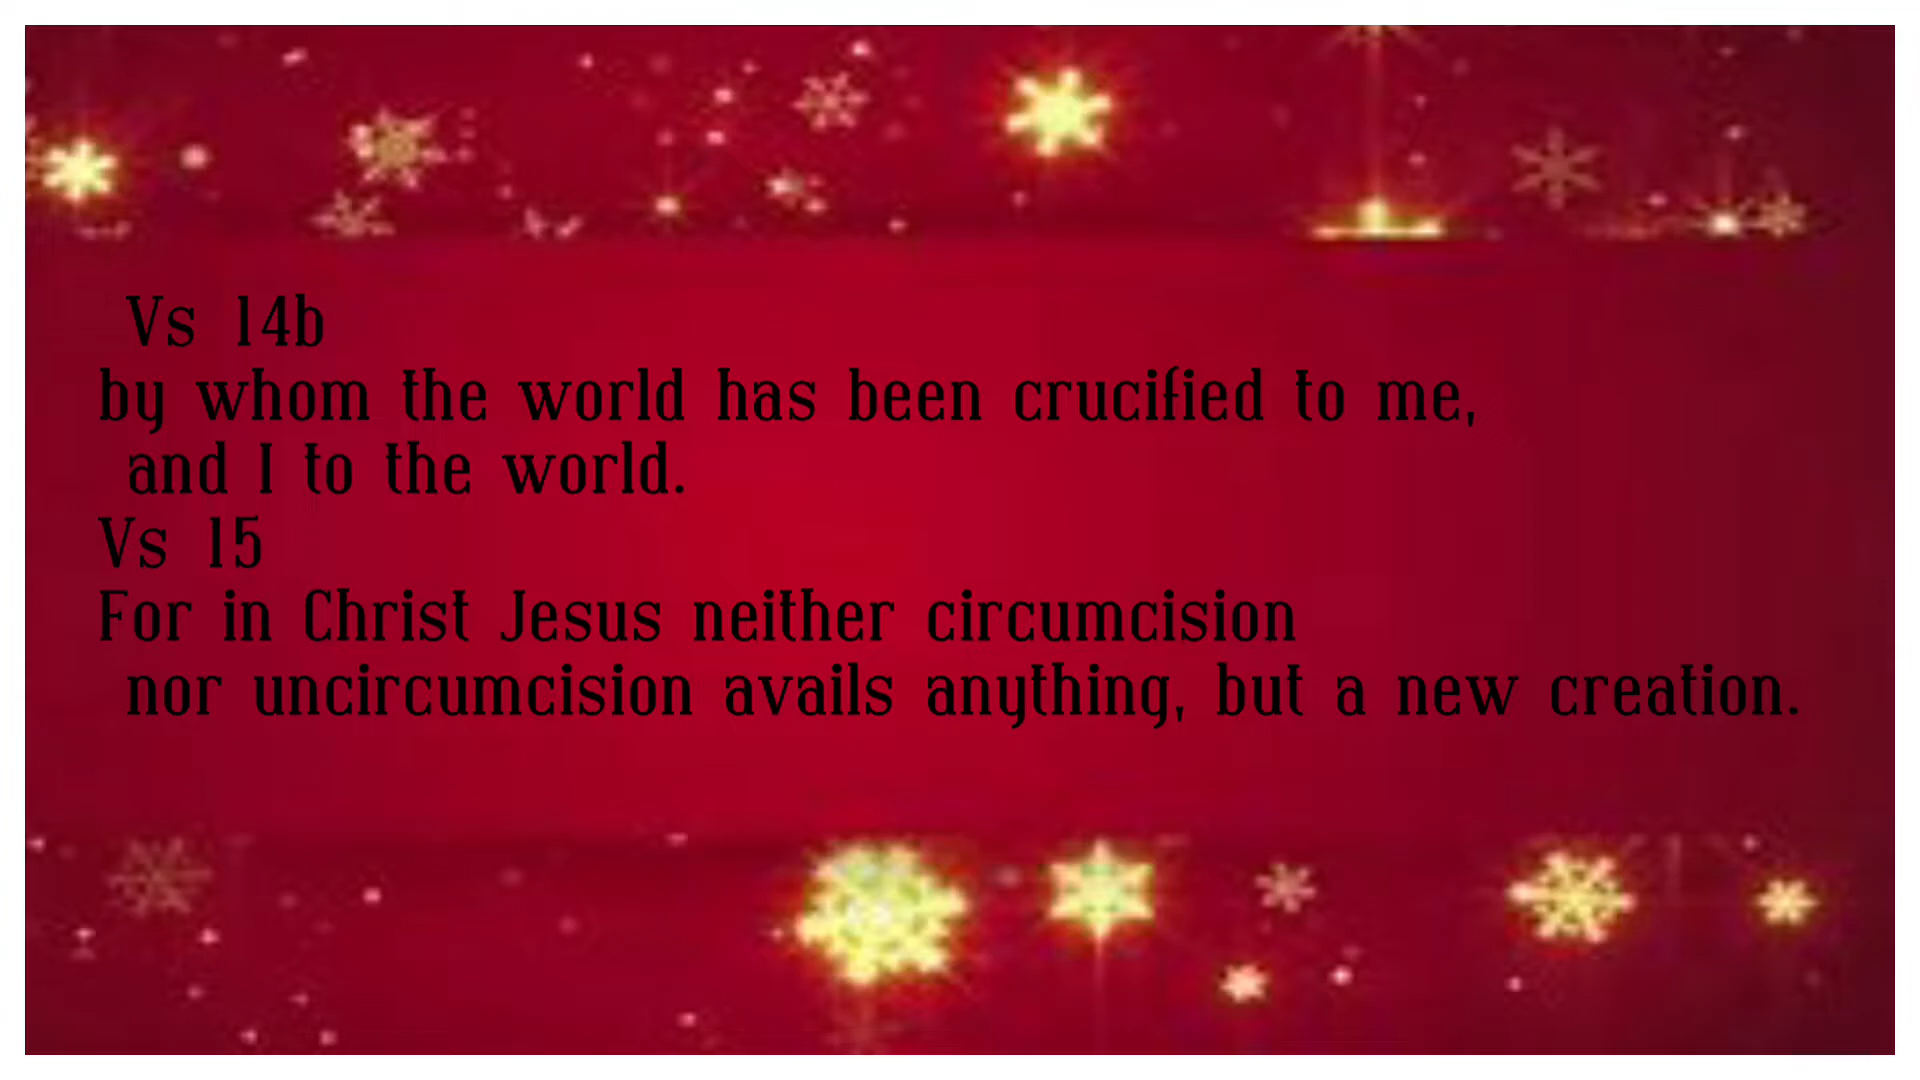 Vs 14b
by whom the world has been crucified to me,
and I to the world.
Vs 15
For in Christ Jesus neither circumcision
nor uncircumcision avails anything, but a new creation.